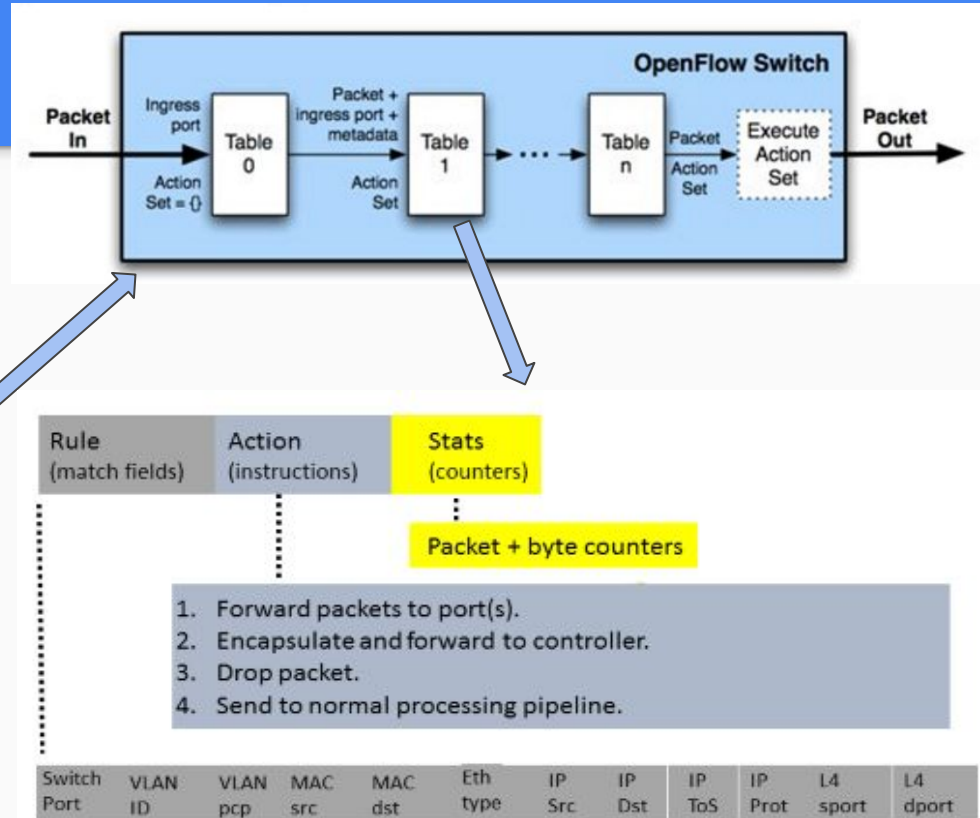 OpenFlow Switch
Packet
In
Ingress
port
Action
Set = {}
Table
0
Packet +
ingress port +
metadata
Action
Set
Table
1
...
Table
n
Packet
Action
Set
Execute
Action
Set
Packet
Out
Rule
(match fields)
Action
(instructions)
Stats
(counters)
Packet + byte counters
1. Forward packets to port(s).
2. Encapsulate and forward to controller.
3. Drop packet.
4. Send to normal processing pipeline.
Switch
Port
VLAN
ID
VLAN
pcp
MAC
src
MAC
dst
Eth
type
IP
Src
IP
Dst
IP
ToS
IP
Prot
L4
sport
L4
dport